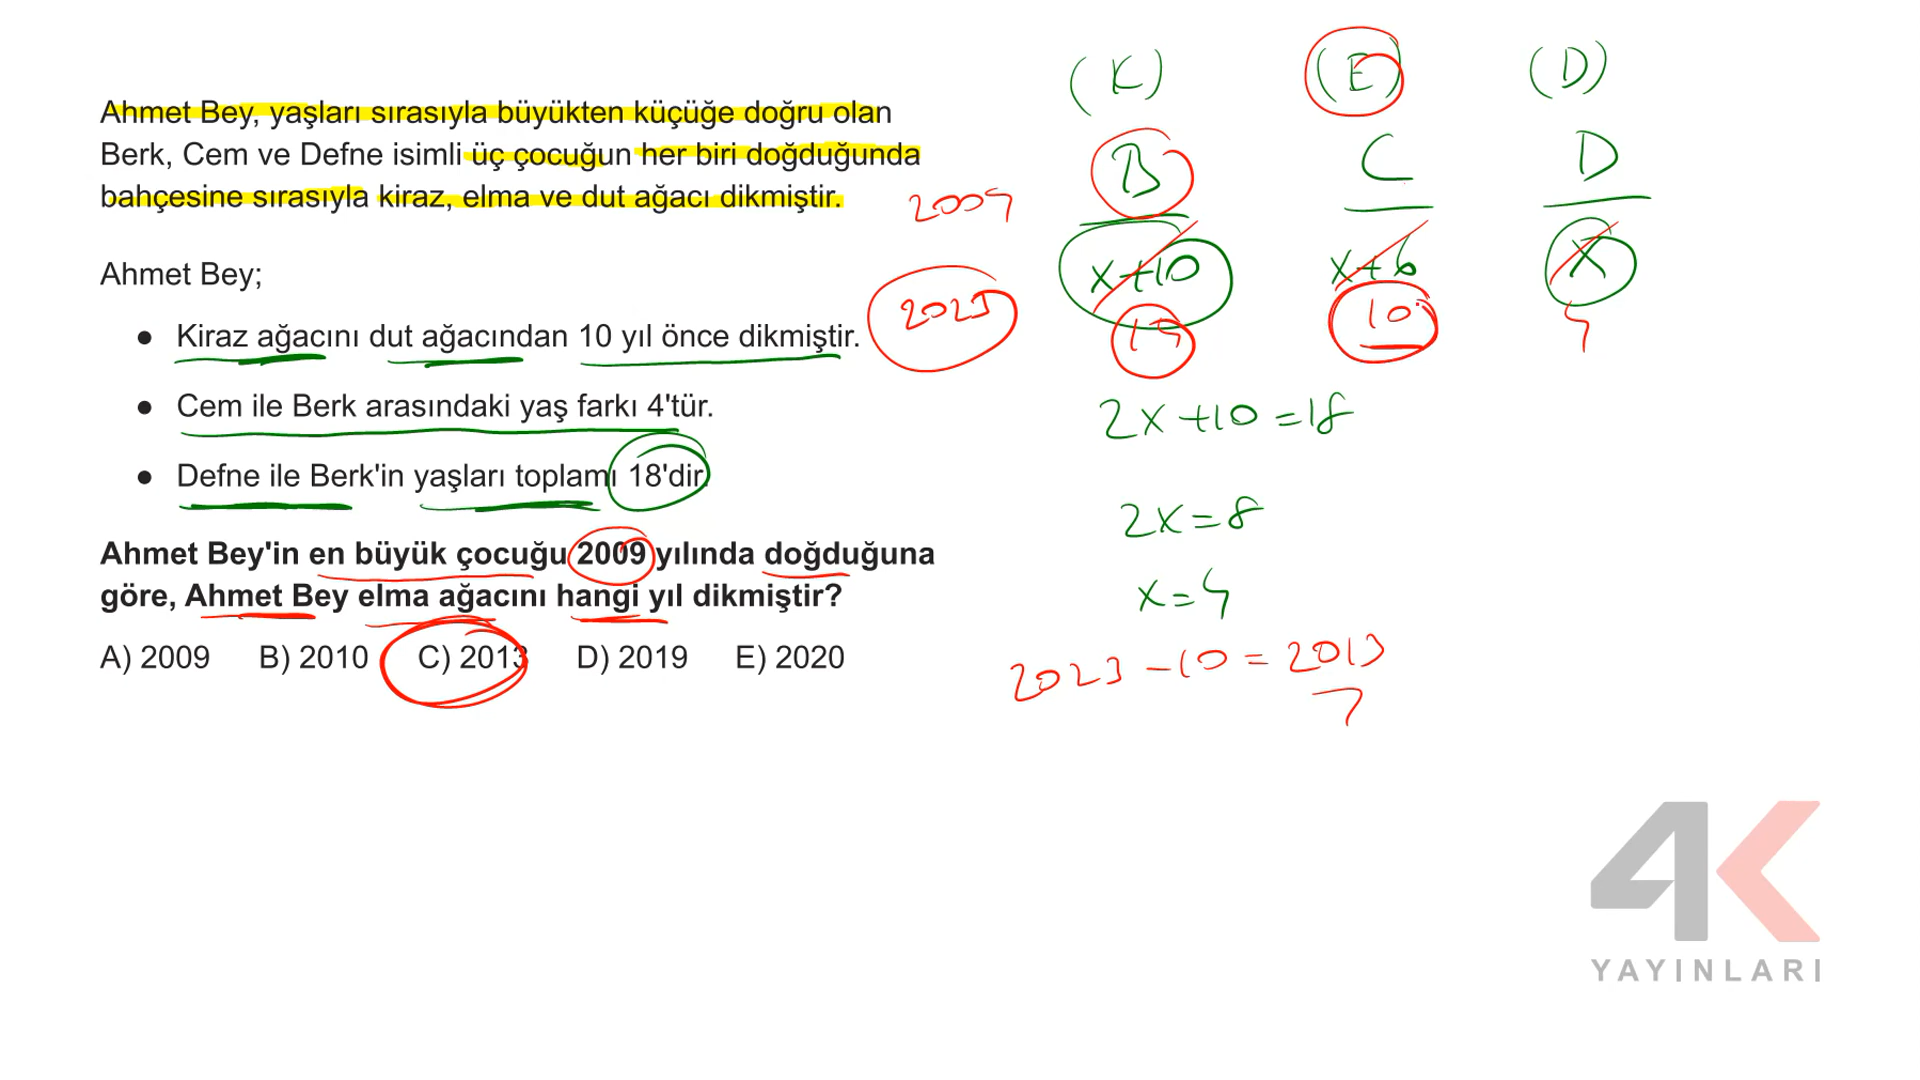 Ahmet Bey, yaşları sırasıyla büyükten küçüğe doğru olan
Berk, Cem ve Defne isimli üç çocuğun her biri doğduğunda
bahçesine sırasıyla kiraz, elma ve dut ağacı dikmiştir.
Ahmet Bey;
● Kiraz ağacını dut ağacından 10 yıl önce dikmiştir.
● Cem ile Berk arasındaki yaş farkı 4'tür.
● Defne ile Berk'in yaşları toplamı 18'dir.
Ahmet Bey'in en büyük çocuğu 2009 yılında doğduğuna
göre, Ahmet Bey elma ağacını hangi yıl dikmiştir?
A) 2009 B) 2010 C) 2013 D) 2019 E) 2020
(K) (E) (D)
B C D
2009
x+10 x+6 x
2023
14 10 4
2x+10=18
2x=8
x=4
2023-10=2013
4K
YAYINLARI